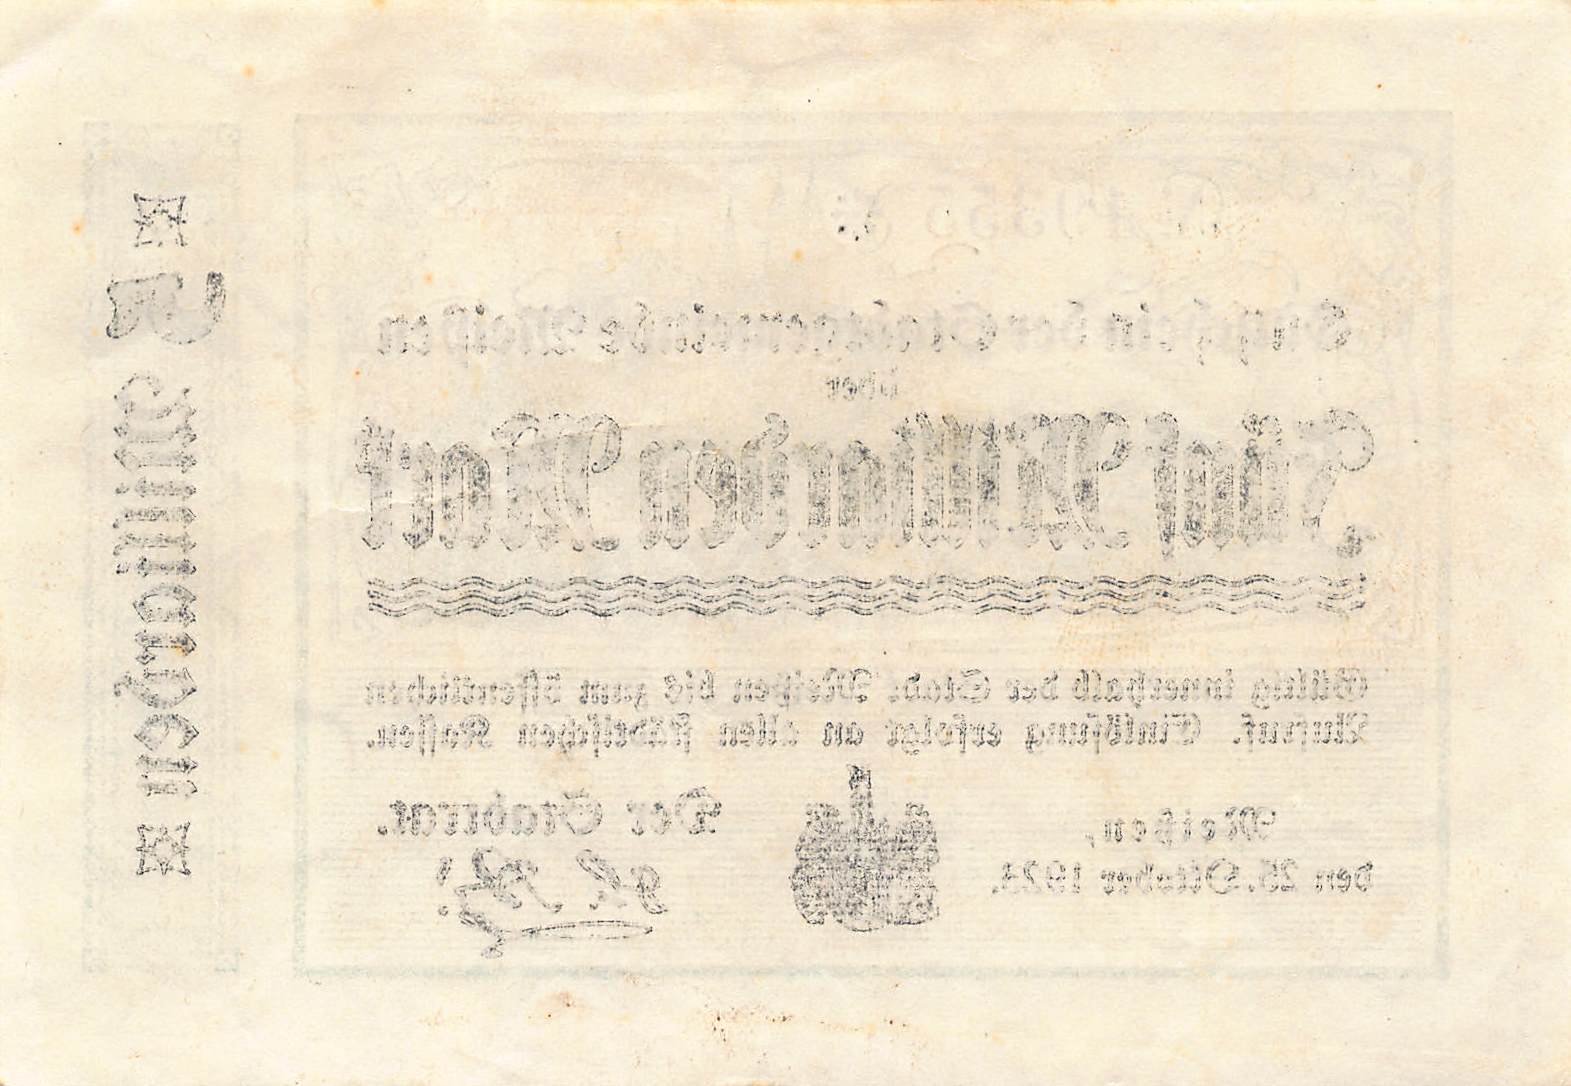 19355
der Stadtgemeinde Meißen
über
Fünf Milliarden Mark
Gültig innerhalb der Stadt Meißen bis zum öffentlichen
Aufruf. Einlösung erfolgt an allen städtischen Kassen.
Meißen,
den 25. Oktober 1923.
Der Stadtrat.
5 Milliarden